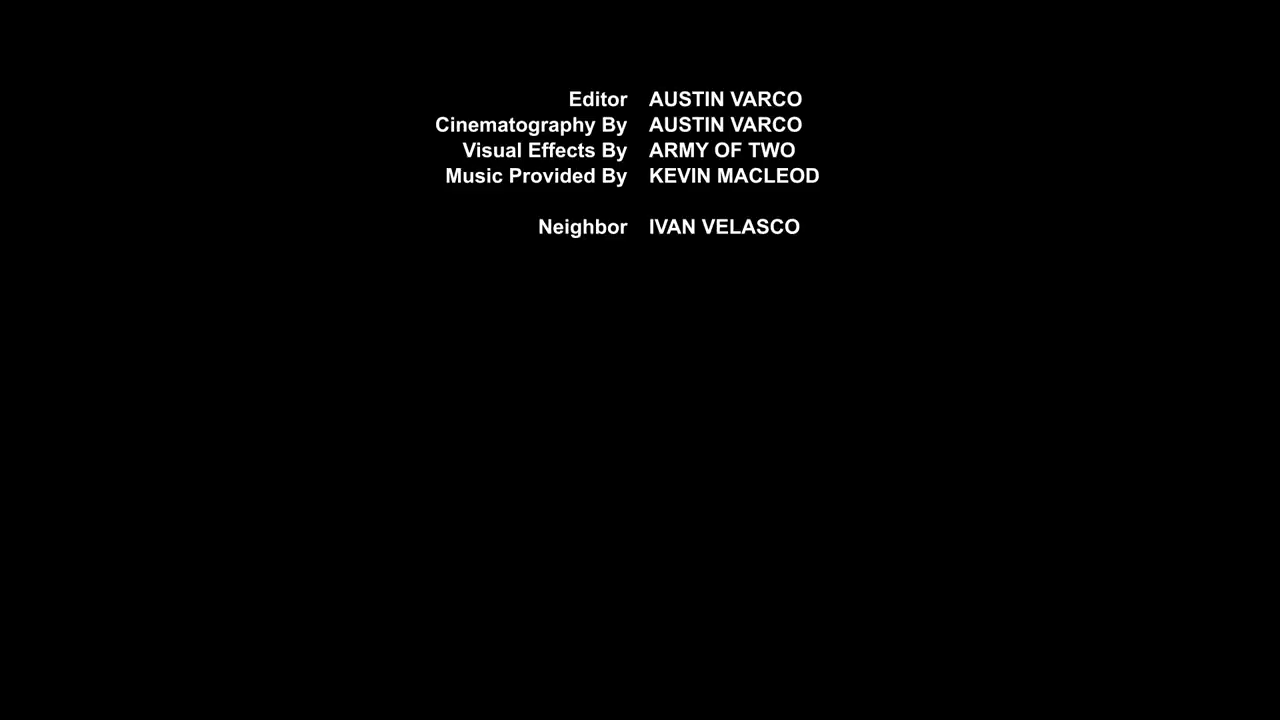 Editor AUSTIN VARCO
Cinematography By AUSTIN VARCO
Visual Effects By ARMY OF TWO
Music Provided By KEVIN MACLEOD
Neighbor IVAN VELASCO